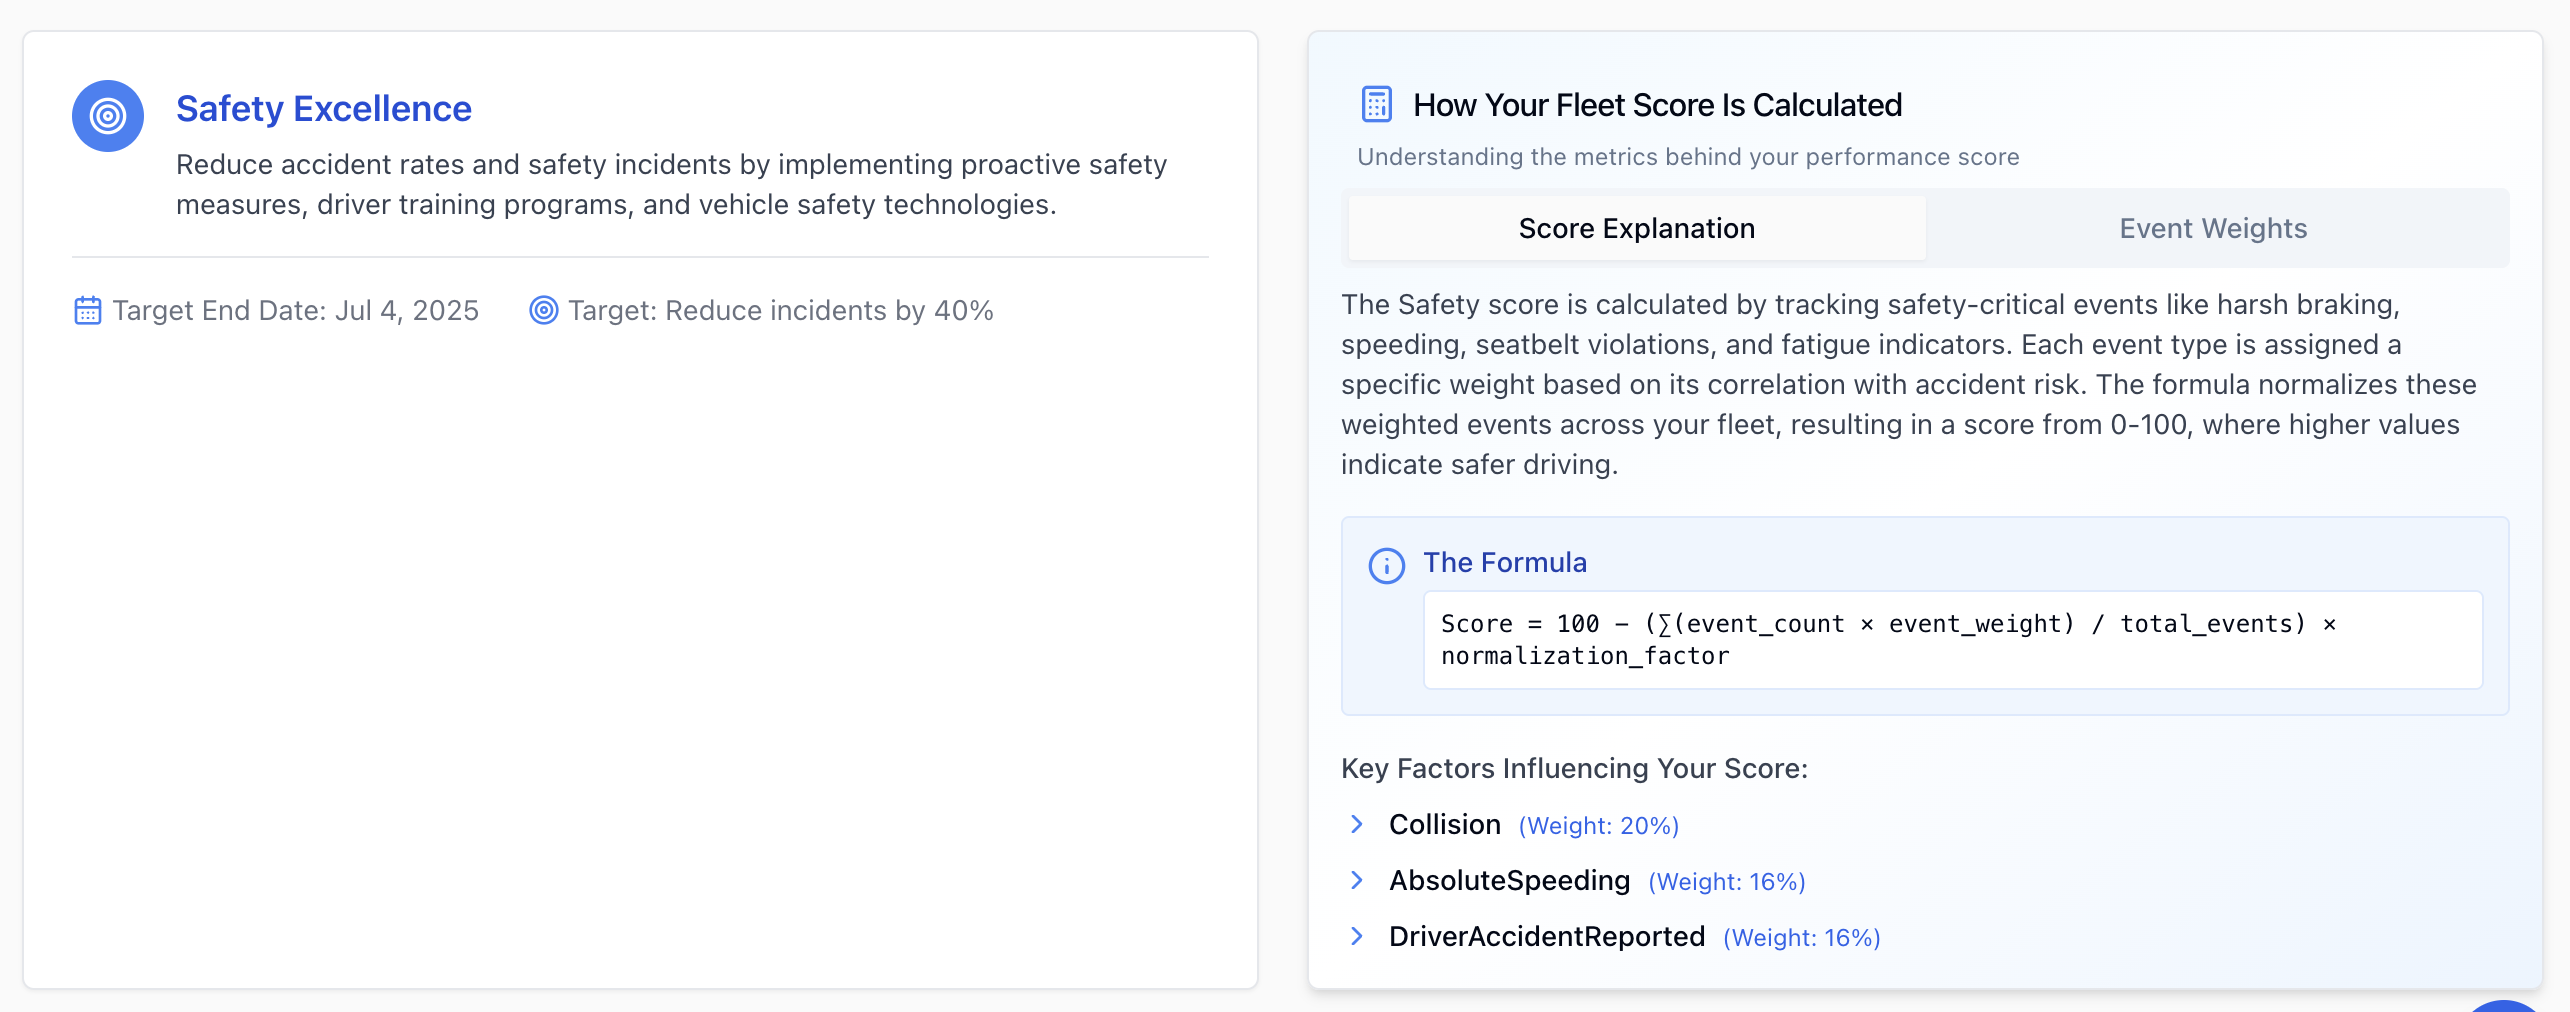 Safety Excellence
Reduce accident rates and safety incidents by implementing proactive safety
measures, driver training programs, and vehicle safety technologies.
Target End Date: Jul 4, 2025
Target: Reduce incidents by 40%
How Your Fleet Score Is Calculated
Understanding the metrics behind your performance score
Score Explanation
Event Weights
The Safety score is calculated by tracking safety-critical events like harsh braking,
speeding, seatbelt violations, and fatigue indicators. Each event type is assigned a
specific weight based on its correlation with accident risk. The formula normalizes these
weighted events across your fleet, resulting in a score from 0-100, where higher values
indicate safer driving.
The Formula
Score = 100 − (∑(event_count × event_weight) / total_events) ×
normalization_factor
Key Factors Influencing Your Score:
Collision (Weight: 20%)
AbsoluteSpeeding (Weight: 16%)
DriverAccidentReported (Weight: 16%)